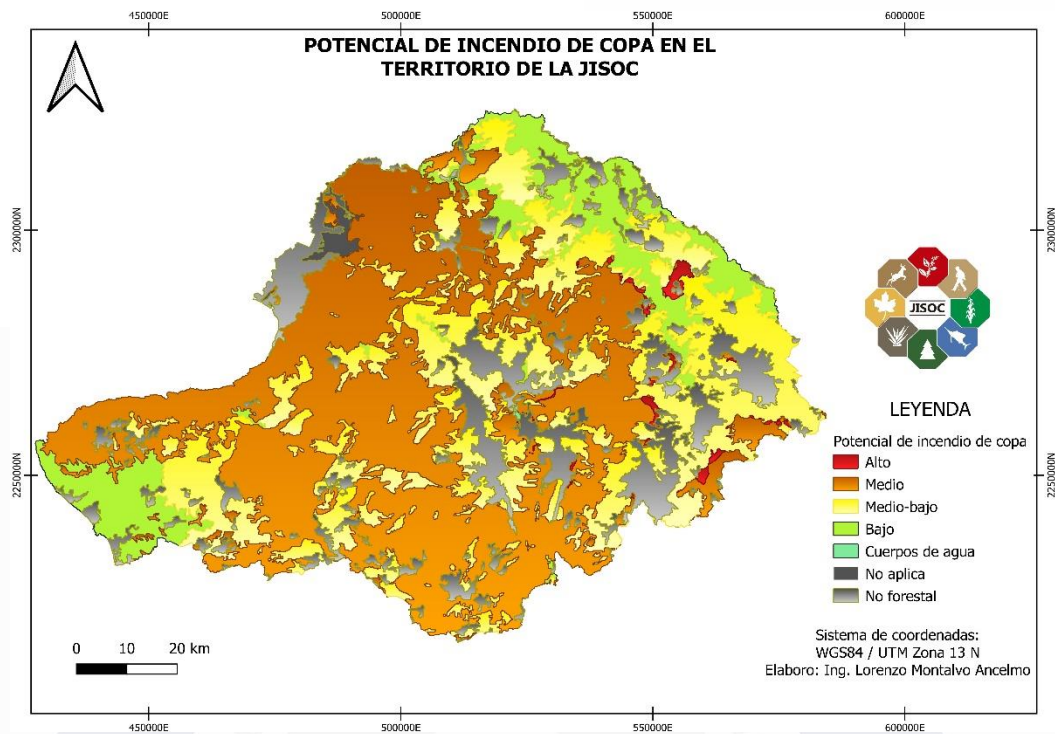 450000E 500000E 550000E 600000E
POTENCIAL DE INCENDIO DE COPA EN EL
TERRITORIO DE LA JISOC
2300000N 2300000N
JISOC
LEYENDA
Potencial de incendio de copa
Alto
Medio
Medio-bajo
Bajo
Cuerpos de agua
No aplica
No forestal
2250000N 2250000N
Sistema de coordenadas:
WGS84 / UTM Zona 13 N
Elaboro: Ing. Lorenzo Montalvo Ancelmo
0 10 20 km
450000E 500000E 550000E 600000E